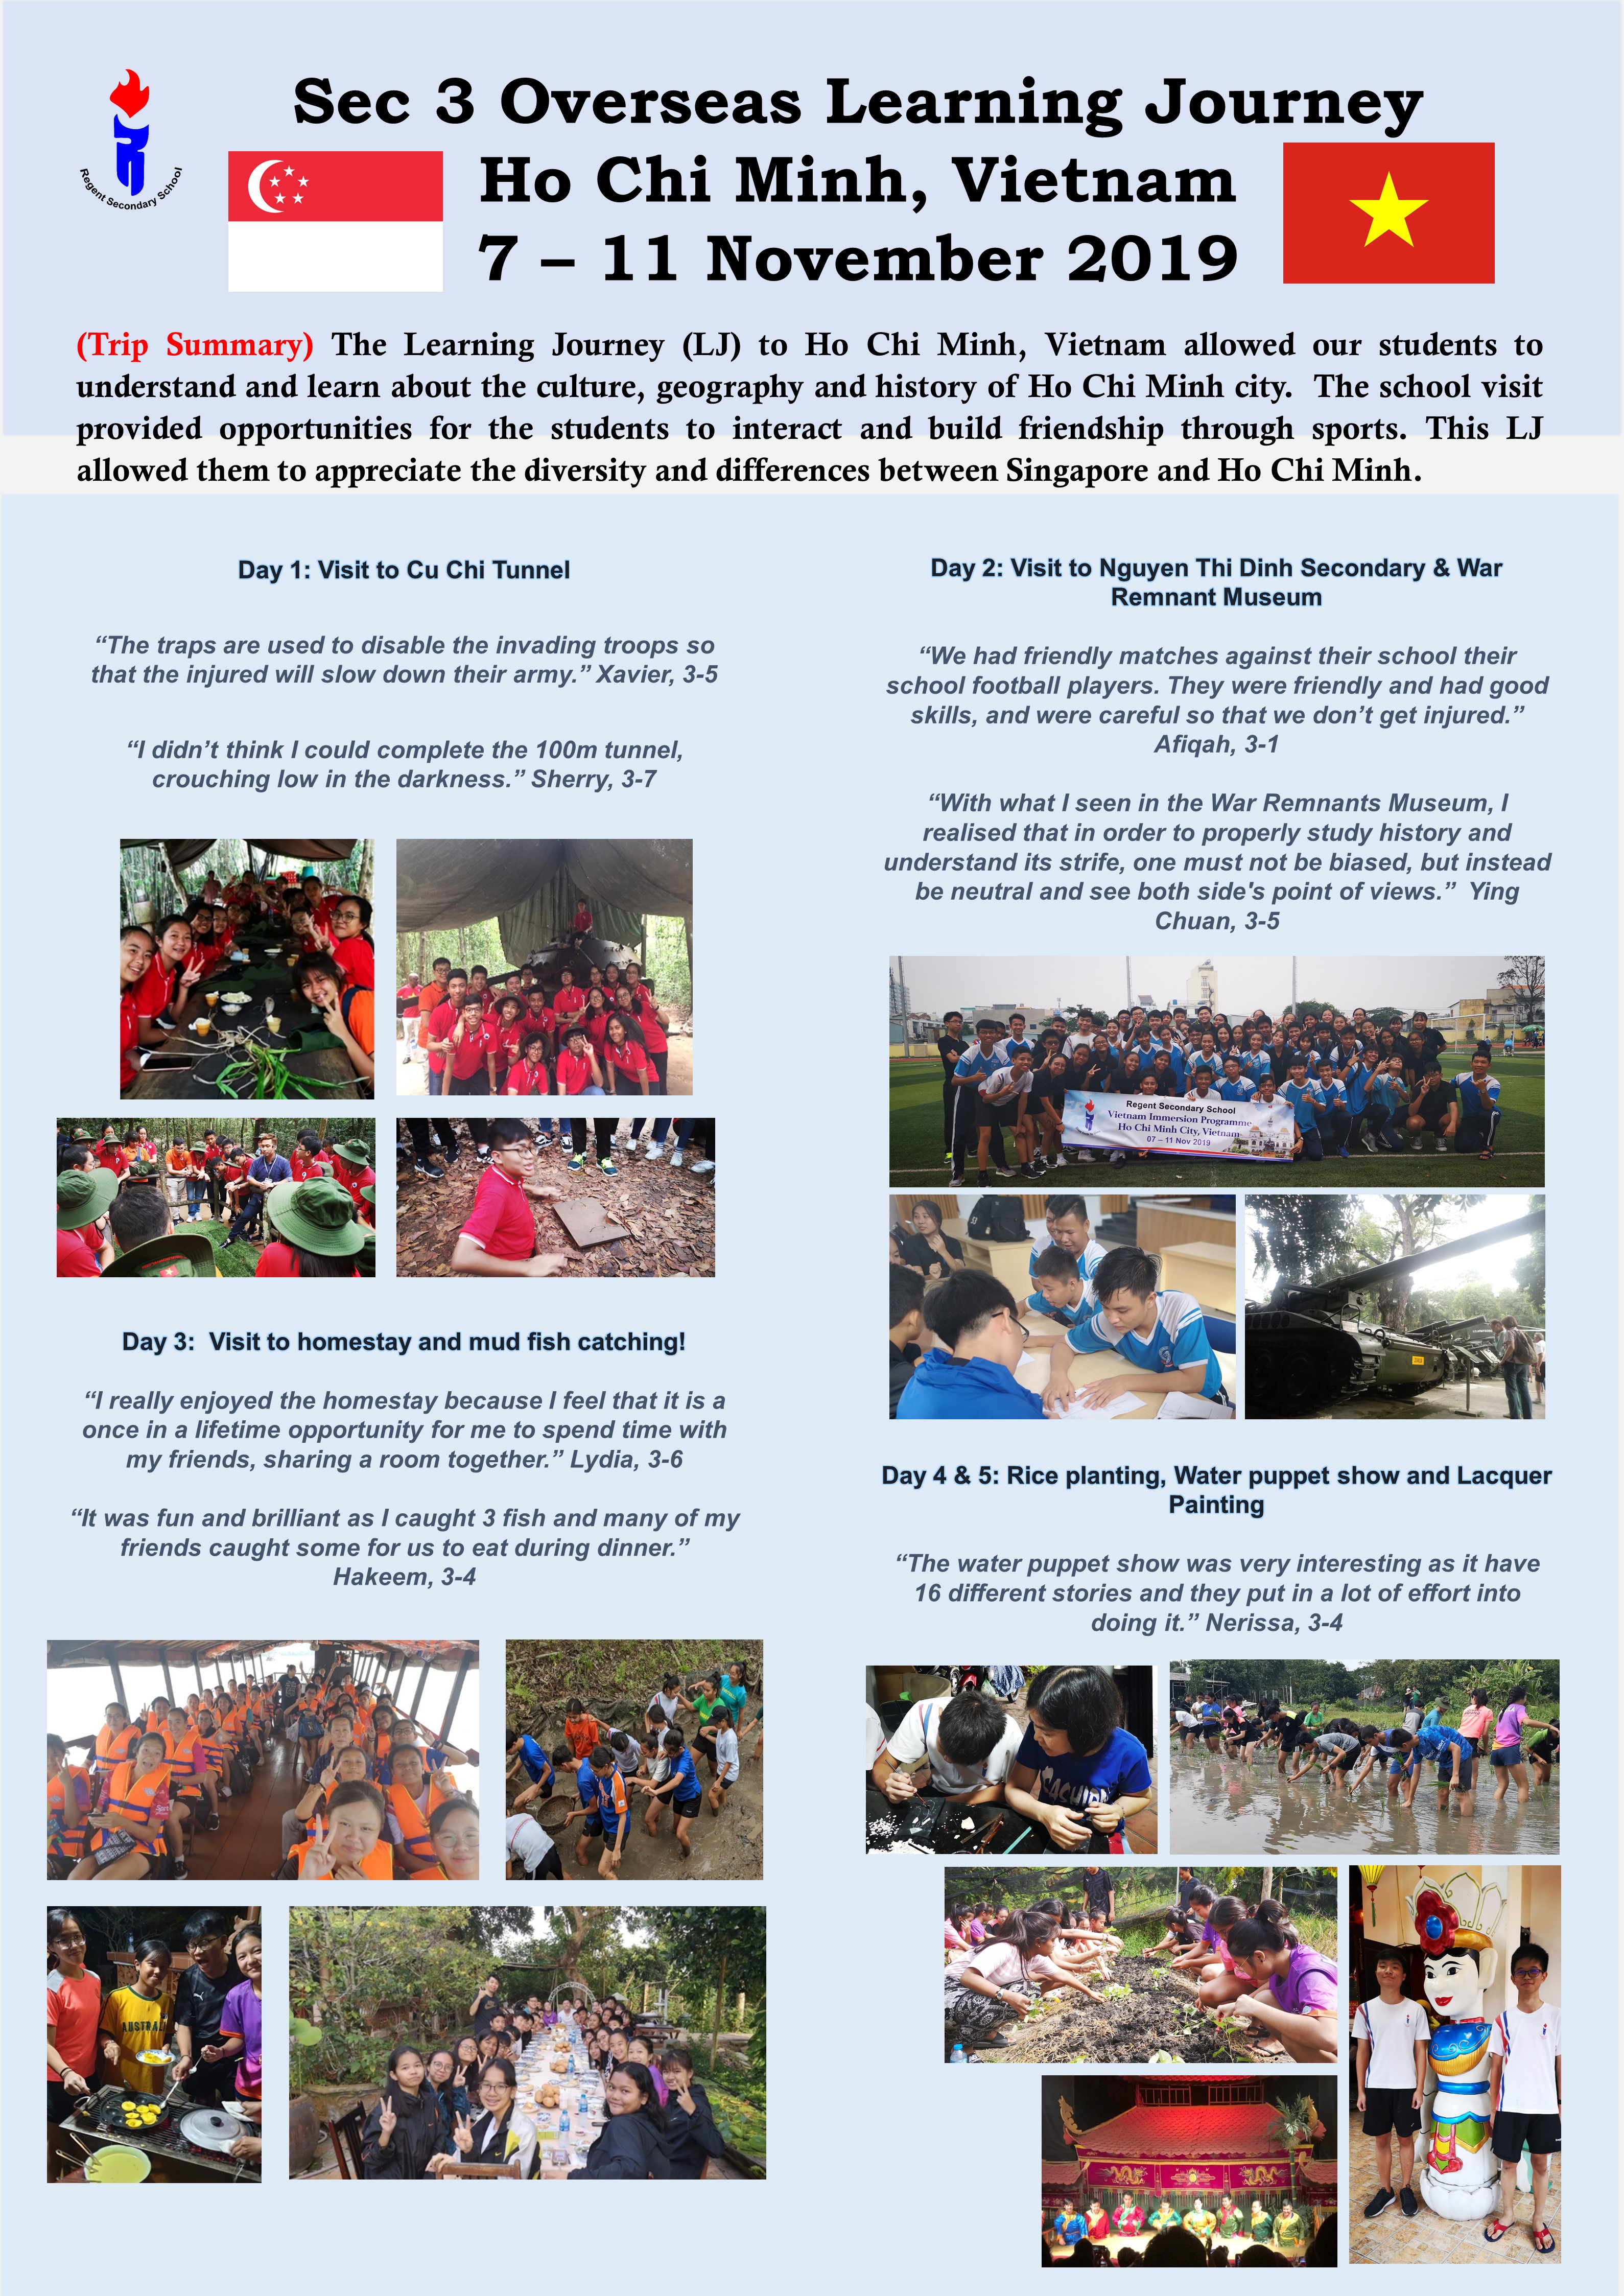 Sec 3 Overseas Learning Journey
Ho Chi Minh, Vietnam
7 – 11 November 2019
Regent Secondary School
(Trip Summary) The Learning Journey (LJ) to Ho Chi Minh, Vietnam allowed our students to
understand and learn about the culture, geography and history of Ho Chi Minh city. The school visit
provided opportunities for the students to interact and build friendship through sports. This LJ
allowed them to appreciate the diversity and differences between Singapore and Ho Chi Minh.
Day 1: Visit to Cu Chi Tunnel
“The traps are used to disable the invading troops so
that the injured will slow down their army.” Xavier, 3-5
“I didn’t think I could complete the 100m tunnel,
crouching low in the darkness.” Sherry, 3-7
Day 2: Visit to Nguyen Thi Dinh Secondary & War
Remnant Museum
“We had friendly matches against their school their
school football players. They were friendly and had good
skills, and were careful so that we don’t get injured.”
Afiqah, 3-1
“With what I seen in the War Remnants Museum, I
realised that in order to properly study history and
understand its strife, one must not be biased, but instead
be neutral and see both side's point of views.” Ying
Chuan, 3-5
Regent Secondary School
Vietnam Immersion Programme
Ho Chi Minh City, Vietnam
07 – 11 Nov 2019
Day 3: Visit to homestay and mud fish catching!
“I really enjoyed the homestay because I feel that it is a
once in a lifetime opportunity for me to spend time with
my friends, sharing a room together.” Lydia, 3-6
“It was fun and brilliant as I caught 3 fish and many of my
friends caught some for us to eat during dinner.”
Hakeem, 3-4
AUSTRALIA
Day 4 & 5: Rice planting, Water puppet show and Lacquer
Painting
“The water puppet show was very interesting as it have
16 different stories and they put in a lot of effort into
doing it.” Nerissa, 3-4